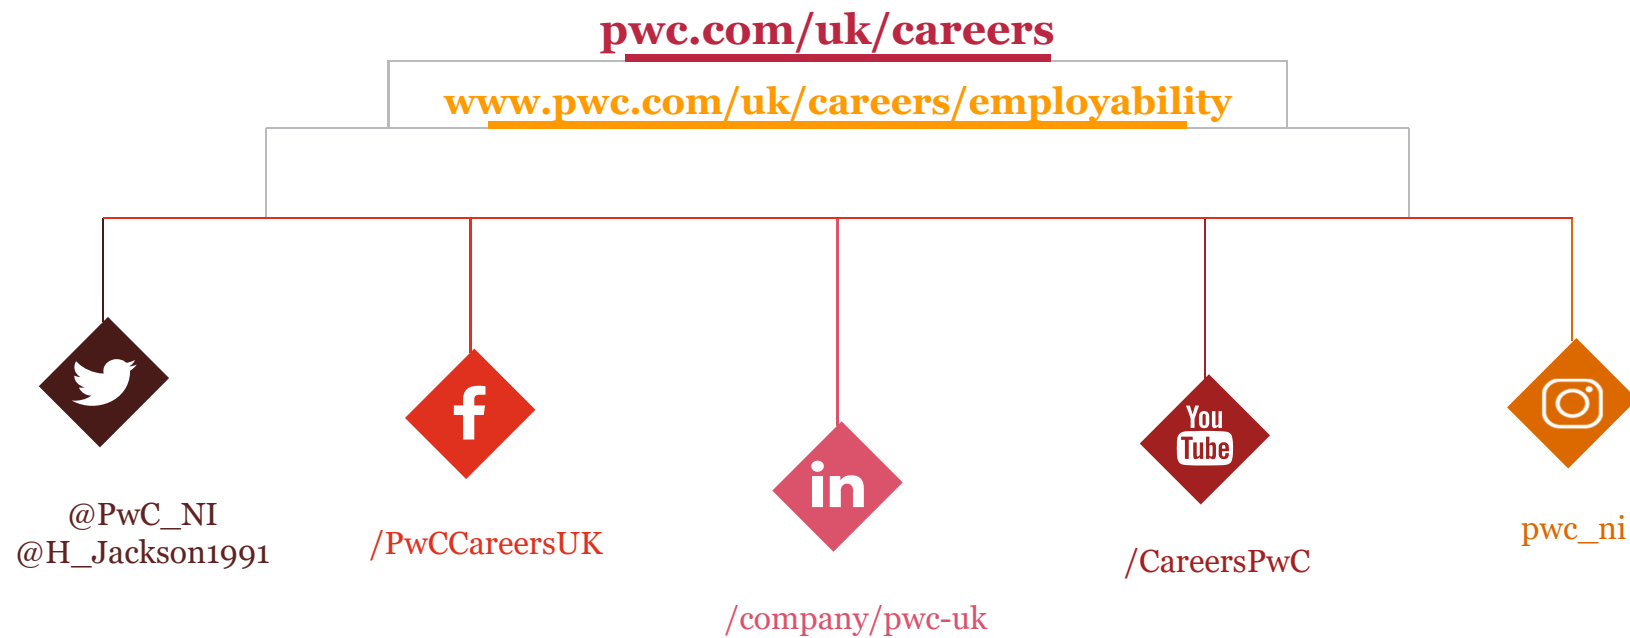 pwc.com/uk/careers
www.pwc.com/uk/careers/employability
f
in
You
Tube
@PwC_NI
@H_Jackson1991
/PwCCareersUK
/company/pwc-uk
/CareersPwC
pwc_ni